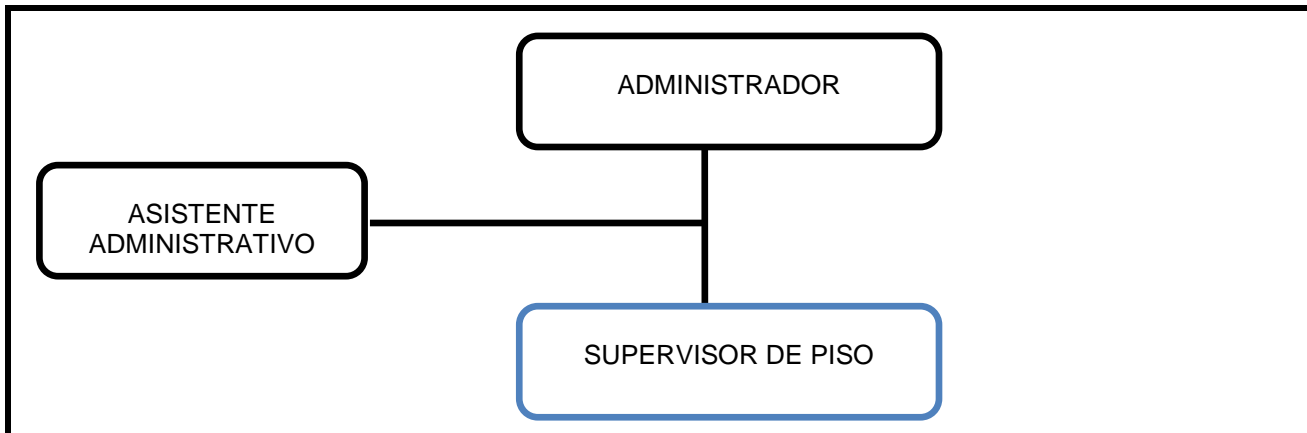 ADMINISTRADOR
ASISTENTE
ADMINISTRATIVO
SUPERVISOR DE PISO